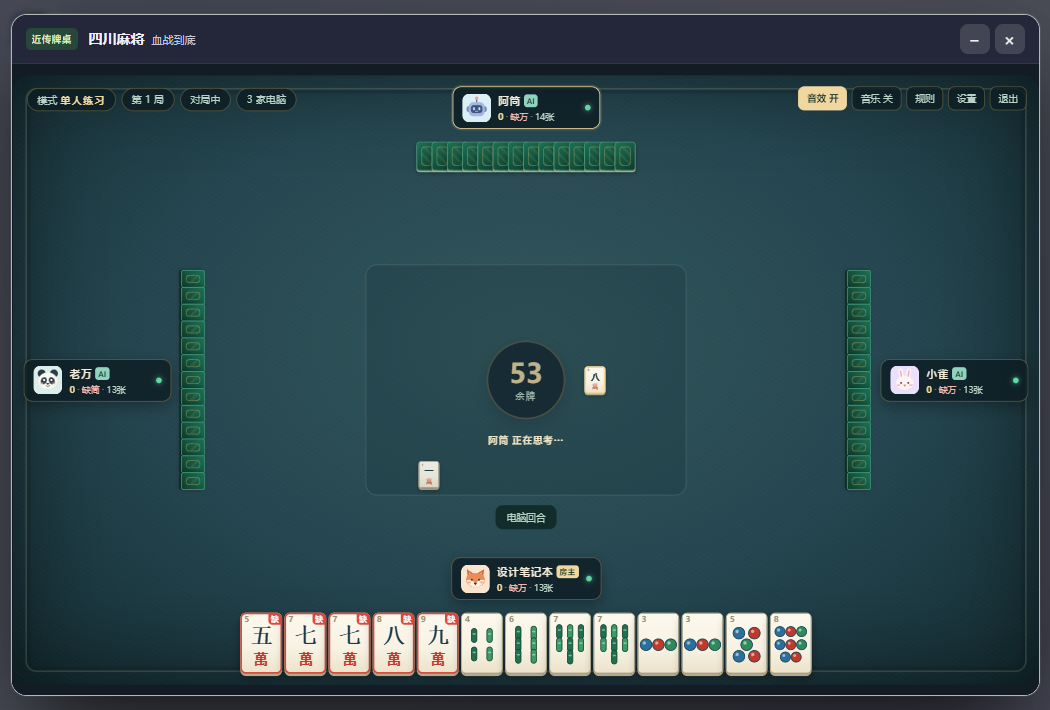 近传牌桌 四川麻将 血战到底
模式 单人练习 第 1 局 对局中 3 家电脑
音效 开 音乐 关 规则 设置 退出
阿筒 AI
0 · 缺万 · 14张
老万 AI
0 · 缺筒 · 13张
小雀 AI
0 · 缺万 · 13张
53
余牌
八
萬
阿筒 正在思考···
一
萬
电脑回合
设计笔记本 房主
0 · 缺万 · 13张
5 缺 7 缺 7 缺 8 缺 9 缺 4 6 7 7 3 3 5 8
五 七 七 八 九
萬 萬 萬 萬 萬